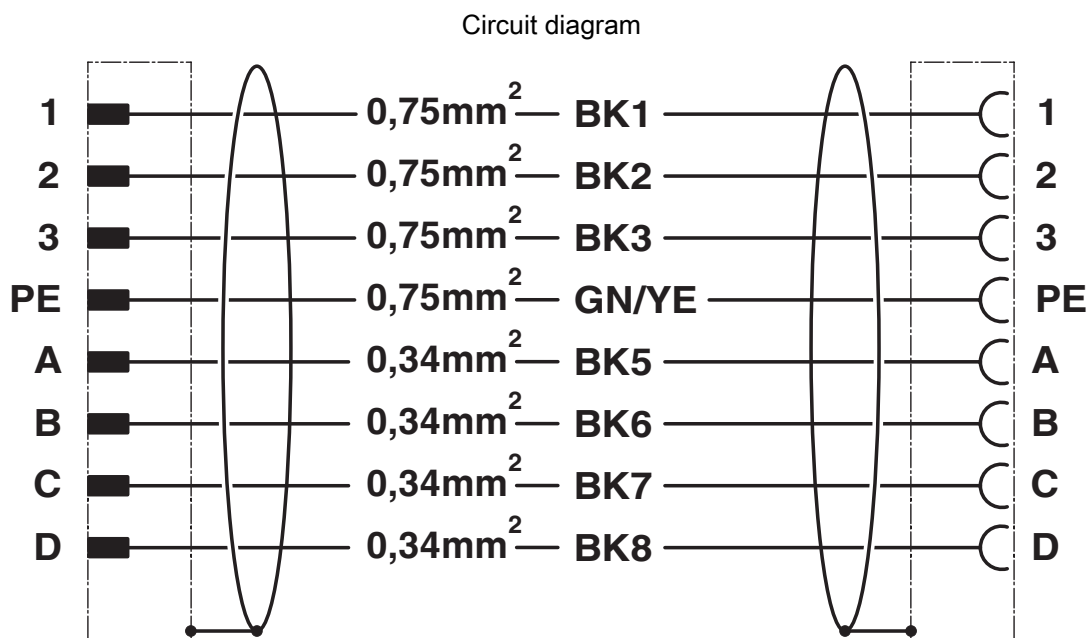 Circuit diagram
1 0,75mm² BK1 1
2 0,75mm² BK2 2
3 0,75mm² BK3 3
PE 0,75mm² GN/YE PE
A 0,34mm² BK5 A
B 0,34mm² BK6 B
C 0,34mm² BK7 C
D 0,34mm² BK8 D